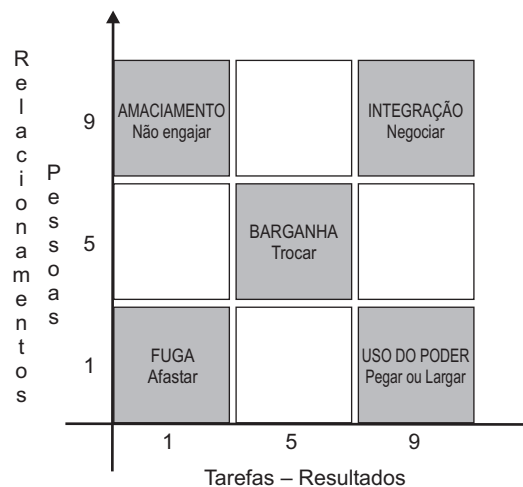 Relacionamentos
Pessoas
9
AMACIAMENTO
Não engajar
INTEGRAÇÃO
Negociar
5
BARGANHA
Trocar
1
FUGA
Afastar
USO DO PODER
Pegar ou Largar
1 5 9
Tarefas – Resultados